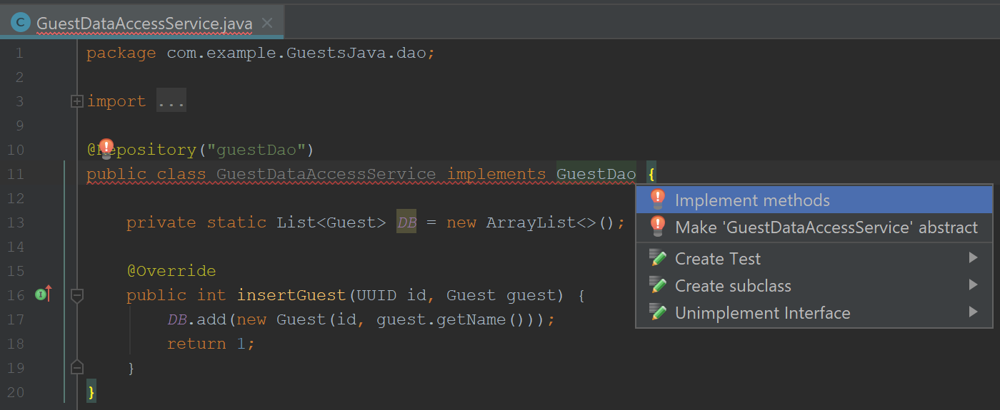 C GuestDataAccessService.java
1 package com.example.GuestsJava.dao;
2
3 import ...
9
10 @Repository("guestDao")
11 public class GuestDataAccessService implements GuestDao {
12
Implement methods
13 private static List<Guest> DB = new ArrayList<>();
Make 'GuestDataAccessService' abstract
14
15 @Override
Create Test
16 public int insertGuest(UUID id, Guest guest) {
Create subclass
17 DB.add(new Guest(id, guest.getName()));
Unimplement Interface
18 return 1;
19 }
20 }